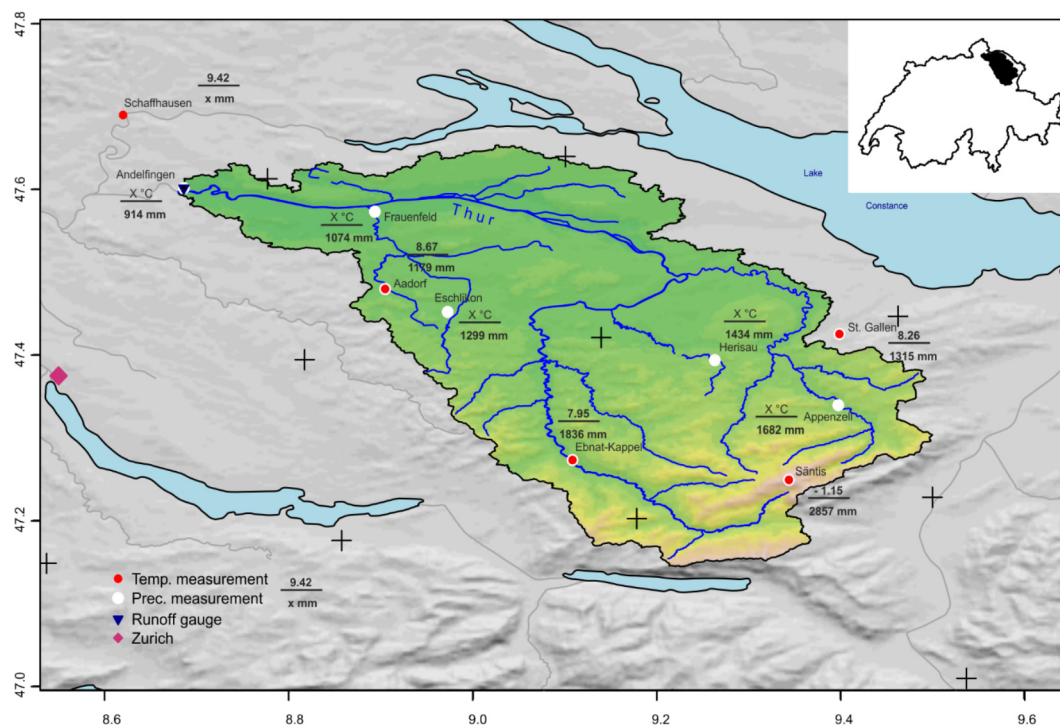 47.8
47.6
47.4
47.2
47.0
9.42
x mm
Schaffhausen
Andelfingen
X °C
914 mm
Lake
Constance
Thur
X °C
1074 mm
Frauenfeld
8.67
1179 mm
Aadorf
Eschlikon
X °C
1299 mm
X °C
1434 mm
Herisau
St. Gallen
8.26
1315 mm
7.95
1836 mm
Ebnat-Kappel
X °C
1682 mm
Appenzell
Säntis
- 1.15
2857 mm
Temp. measurement
Prec. measurement
Runoff gauge
Zurich
9.42
x mm
8.6
8.8
9.0
9.2
9.4
9.6